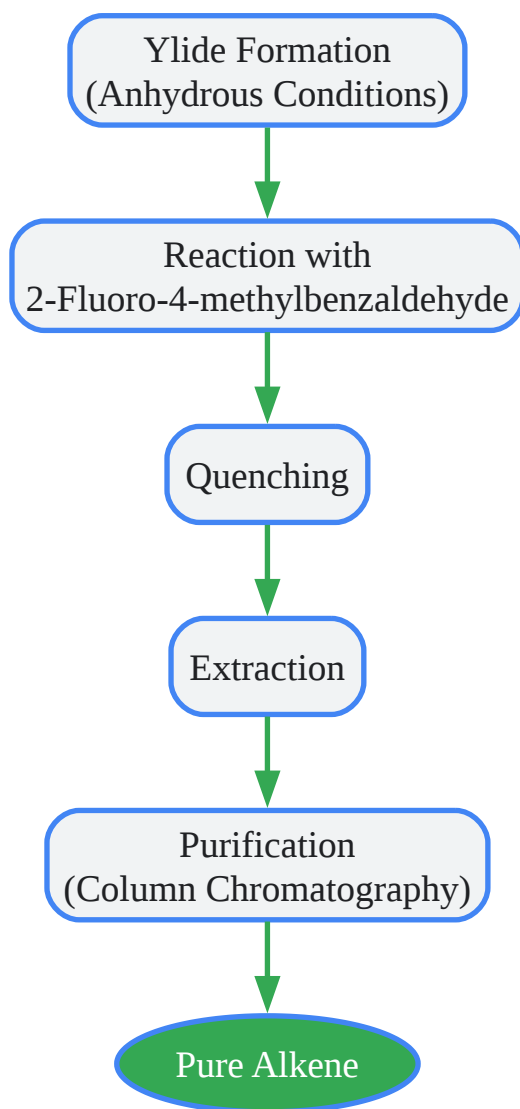 Ylide Formation
(Anhydrous Conditions)
Reaction with
2-Fluoro-4-methylbenzaldehyde
Quenching
Extraction
Purification
(Column Chromatography)
Pure Alkene